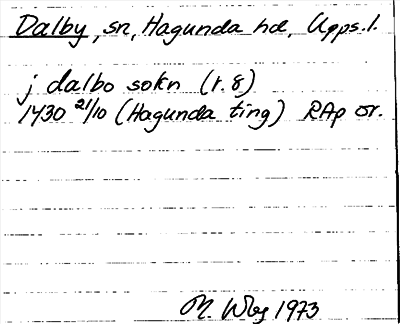 Dalby, sn, Hagunda hd, Upps. l.
j dalbo sokn (r. 8)
1430 21/10 (Hagunda ting) RAp or.
M. Wbg 1973